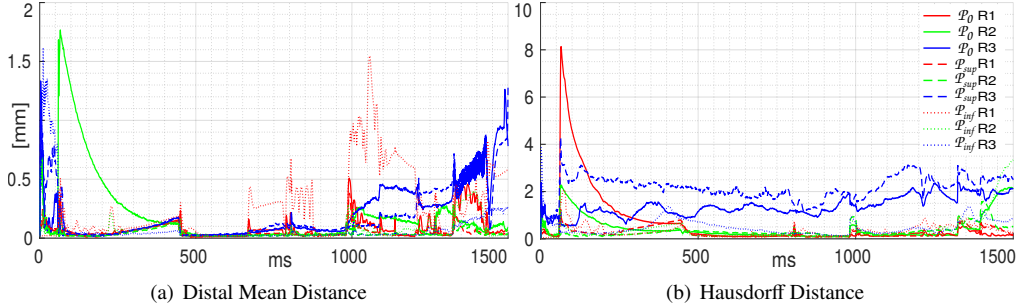 2
1.5
1
0.5
0
[mm]
0
500
ms
1000
1500
(a) Distal Mean Distance
10
8
6
4
2
0
0
500
ms
1000
1500
P0 R1
P0 R2
P0 R3
Psup R1
Psup R2
Psup R3
Pinf R1
Pinf R2
Pinf R3
(b) Hausdorff Distance